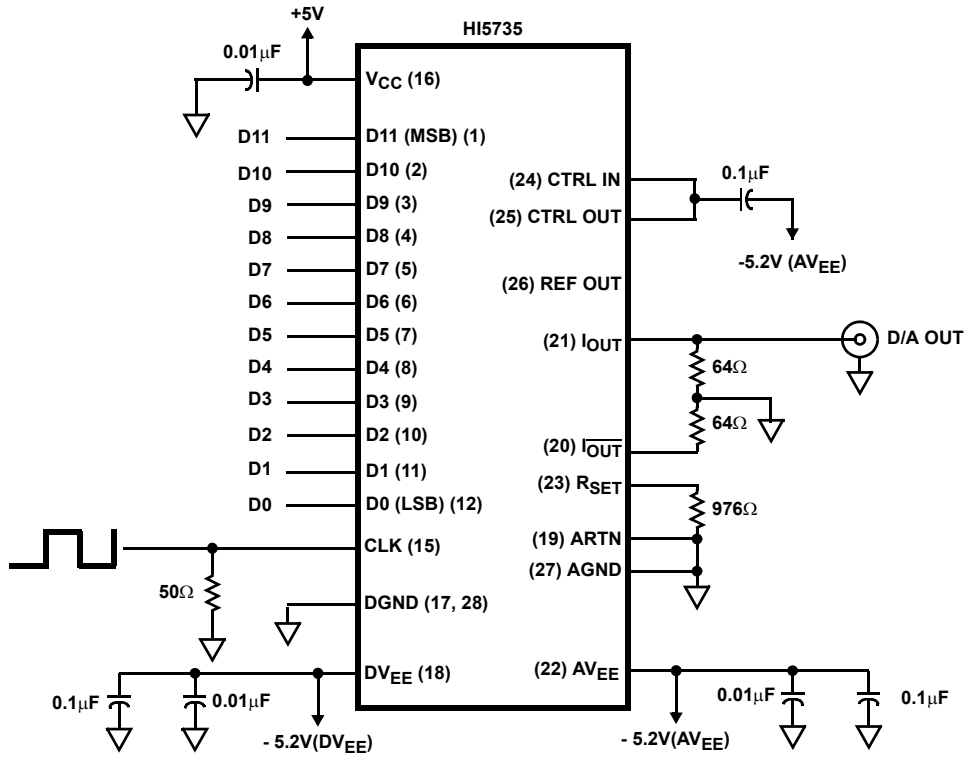 +5V
HI5735
0.01μF
VCC (16)
D11
D11 (MSB) (1)
D10
D10 (2)
D9
D9 (3)
D8
D8 (4)
D7
D7 (5)
D6
D6 (6)
D5
D5 (7)
D4
D4 (8)
D3
D3 (9)
D2
D2 (10)
D1
D1 (11)
D0
D0 (LSB) (12)
CLK (15)
50Ω
DGND (17, 28)
DVEE (18)
0.1μF
0.01μF
- 5.2V(DVEE)
(24) CTRL IN
0.1μF
(25) CTRL OUT
-5.2V (AVEE)
(26) REF OUT
(21) IOUT
D/A OUT
64Ω
64Ω
(20) I̅O̅U̅T̅
(23) RSET
976Ω
(19) ARTN
(27) AGND
(22) AVEE
0.01μF
0.1μF
- 5.2V(AVEE)